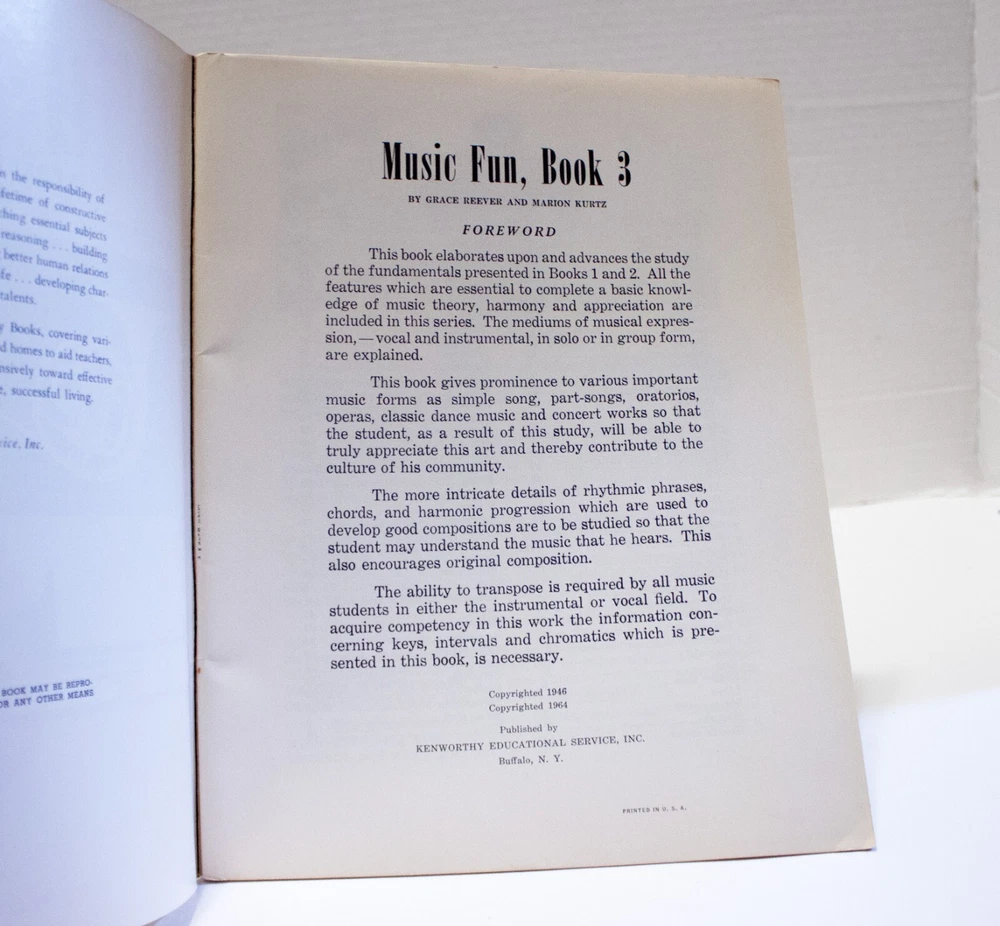 n the responsibility of
fetime of constructive
ching essential subjects
reasoning . . . building
better human relations
fe . . . developing char-
talents.
y Books, covering vari-
d homes to aid teachers,
nsively toward effective
e, successful living.
vice, Inc.
BOOK MAY BE REPRO-
OR ANY OTHER MEANS
Music Fun, Book 3
BY GRACE REEVER AND MARION KURTZ
FOREWORD
This book elaborates upon and advances the study
of the fundamentals presented in Books 1 and 2. All the
features which are essential to complete a basic knowl-
edge of music theory, harmony and appreciation are
included in this series. The mediums of musical expres-
sion, — vocal and instrumental, in solo or in group form,
are explained.
This book gives prominence to various important
music forms as simple song, part-songs, oratorios,
operas, classic dance music and concert works so that
the student, as a result of this study, will be able to
truly appreciate this art and thereby contribute to the
culture of his community.
The more intricate details of rhythmic phrases,
chords, and harmonic progression which are used to
develop good compositions are to be studied so that the
student may understand the music that he hears. This
also encourages original composition.
The ability to transpose is required by all music
students in either the instrumental or vocal field. To
acquire competency in this work the information con-
cerning keys, intervals and chromatics which is pre-
sented in this book, is necessary.
Copyrighted 1946
Copyrighted 1964
Published by
KENWORTHY EDUCATIONAL SERVICE, INC.
Buffalo, N. Y.
PRINTED IN U. S. A.